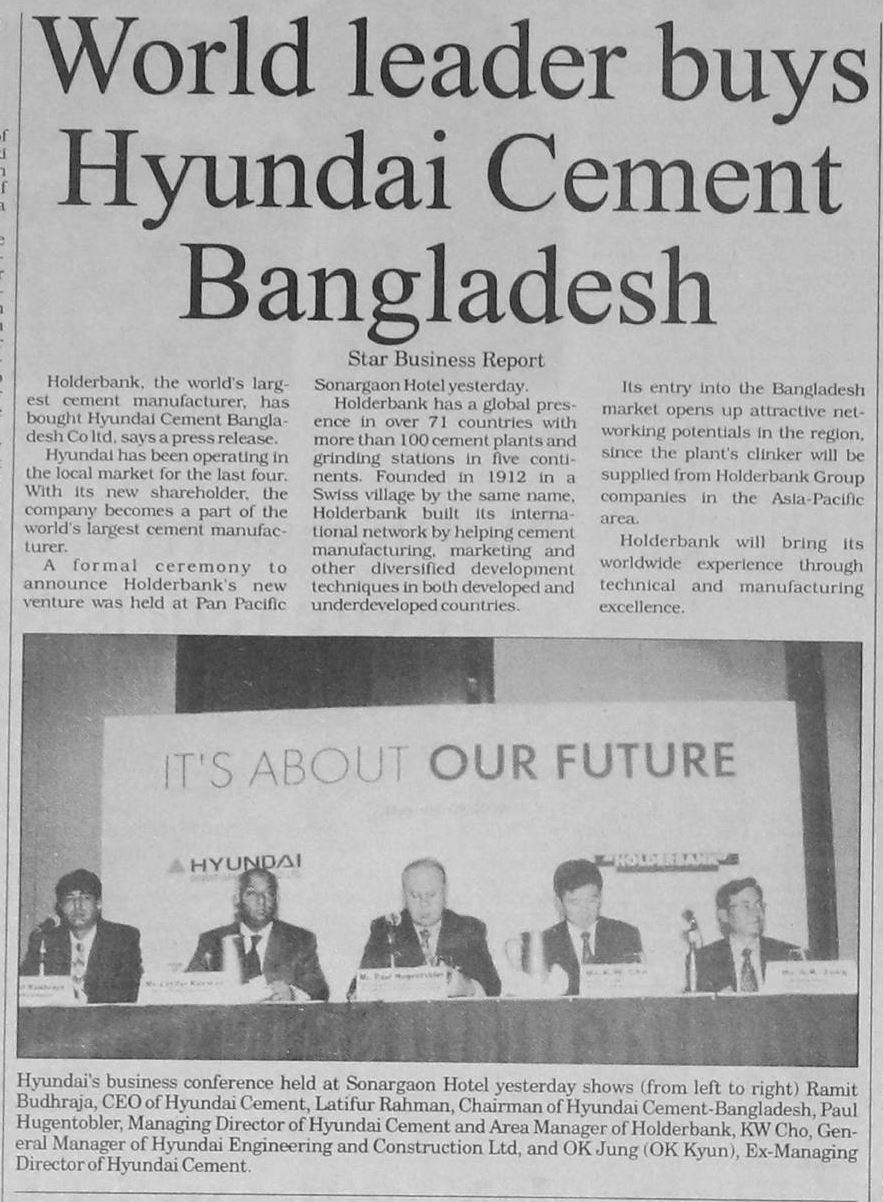 World leader buys
Hyundai Cement
Bangladesh
Star Business Report
Holderbank, the world's larg-
est cement manufacturer, has
bought Hyundai Cement Bangla-
desh Co ltd, says a press release.
Hyundai has been operating in
the local market for the last four.
With its new shareholder, the
company becomes a part of the
world's largest cement manufac-
turer.
A formal ceremony to
announce Holderbank's new
venture was held at Pan Pacific
Sonargaon Hotel yesterday.
Holderbank has a global pres-
ence in over 71 countries with
more than 100 cement plants and
grinding stations in five conti-
nents. Founded in 1912 in a
Swiss village by the same name,
Holderbank built its interna-
tional network by helping cement
manufacturing, marketing and
other diversified development
techniques in both developed and
underdeveloped countries.
Its entry into the Bangladesh
market opens up attractive net-
working potentials in the region,
since the plant's clinker will be
supplied from Holderbank Group
companies in the Asia-Pacific
area.
Holderbank will bring its
worldwide experience through
technical and manufacturing
excellence.
IT'S ABOUT OUR FUTURE
HYUNDAI
"HOLDERBANK"
Mr. Paul Hugentobler
Mr. K.W. Cho
Hyundai's business conference held at Sonargaon Hotel yesterday shows (from left to right) Ramit
Budhraja, CEO of Hyundai Cement, Latifur Rahman, Chairman of Hyundai Cement-Bangladesh, Paul
Hugentobler, Managing Director of Hyundai Cement and Area Manager of Holderbank, KW Cho, Gen-
eral Manager of Hyundai Engineering and Construction Ltd, and OK Jung (OK Kyun), Ex-Managing
Director of Hyundai Cement.